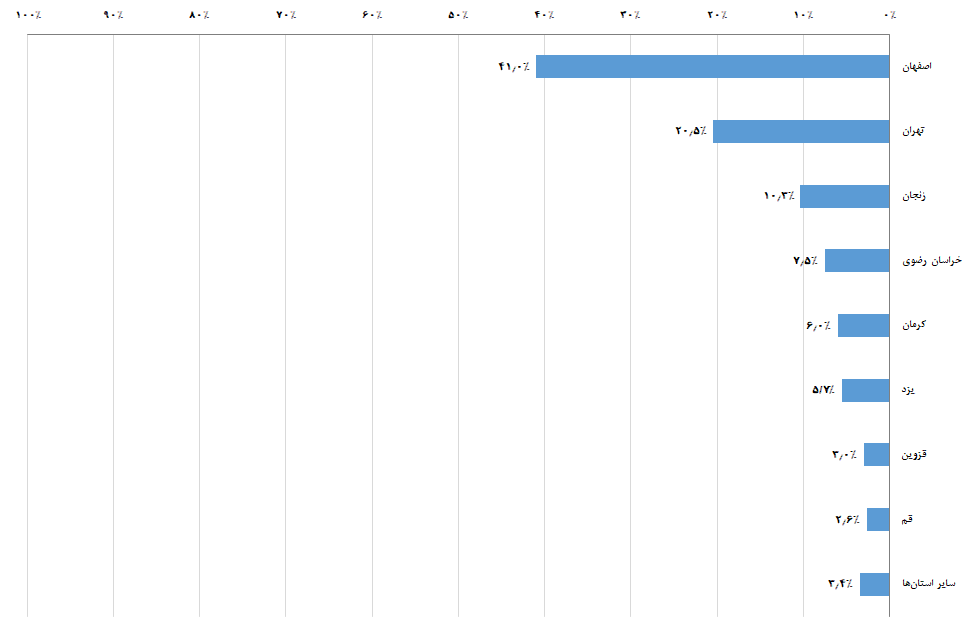 ۰٪ ۱۰٪ ۲۰٪ ۳۰٪ ۴۰٪ ۵۰٪ ۶۰٪ ۷۰٪ ۸۰٪ ۹۰٪ ۱۰۰٪
اصفهان ۴۱٫۰٪
تهران ۲۰٫۵٪
زنجان ۱۰٫۳٪
خراسان رضوی ۷٫۵٪
کرمان ۶٫۰٪
یزد ۵/۷٪
قزوین ۳٫۰٪
قم ۲٫۶٪
سایر استان‌ها ۳٫۴٪